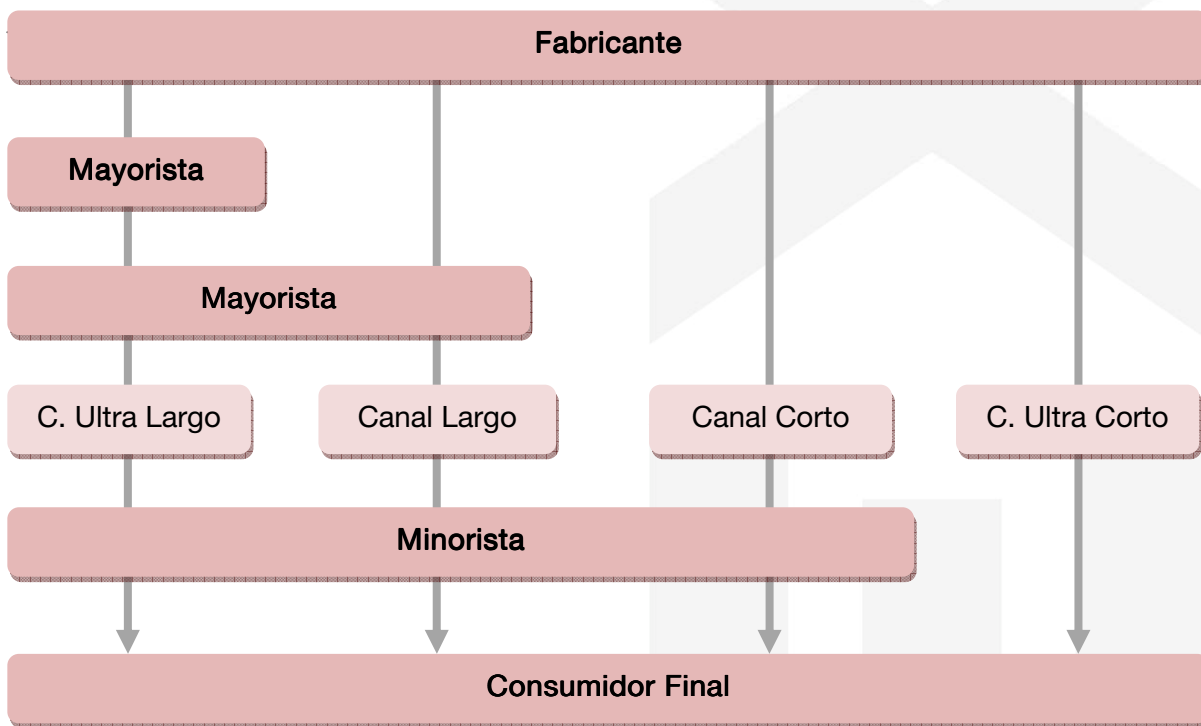 Fabricante
Mayorista
Mayorista
C. Ultra Largo
Canal Largo
Canal Corto
C. Ultra Corto
Minorista
Consumidor Final